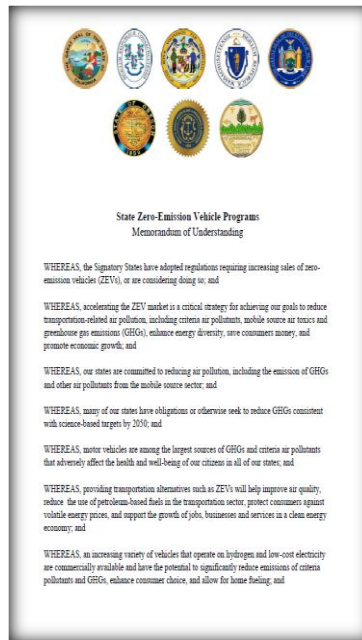 State Zero-Emission Vehicle Programs
Memorandum of Understanding
WHEREAS, the Signatory States have adopted regulations requiring increasing sales of zero-
emission vehicles (ZEVs), or are considering doing so; and
WHEREAS, accelerating the ZEV market is a critical strategy for achieving our goals to reduce
transportation-related air pollution, including criteria air pollutants, mobile source air toxics and
greenhouse gas emissions (GHGs), enhance energy diversity, save consumers money, and
promote economic growth; and
WHEREAS, our states are committed to reducing air pollution, including the emission of GHGs
and other air pollutants from the mobile source sector; and
WHEREAS, many of our states have obligations or otherwise seek to reduce GHGs consistent
with science-based targets by 2050; and
WHEREAS, motor vehicles are among the largest sources of GHGs and criteria air pollutants
that adversely affect the health and well-being of our citizens in all of our states; and
WHEREAS, providing transportation alternatives such as ZEVs will help improve air quality,
reduce the use of petroleum-based fuels in the transportation sector, protect consumers against
volatile energy prices, and support the growth of jobs, businesses and services in a clean energy
economy; and
WHEREAS, an increasing variety of vehicles that operate on hydrogen and low-cost electricity
are commercially available and have the potential to significantly reduce emissions of criteria
pollutants and GHGs, enhance consumer choice, and allow for home fueling; and